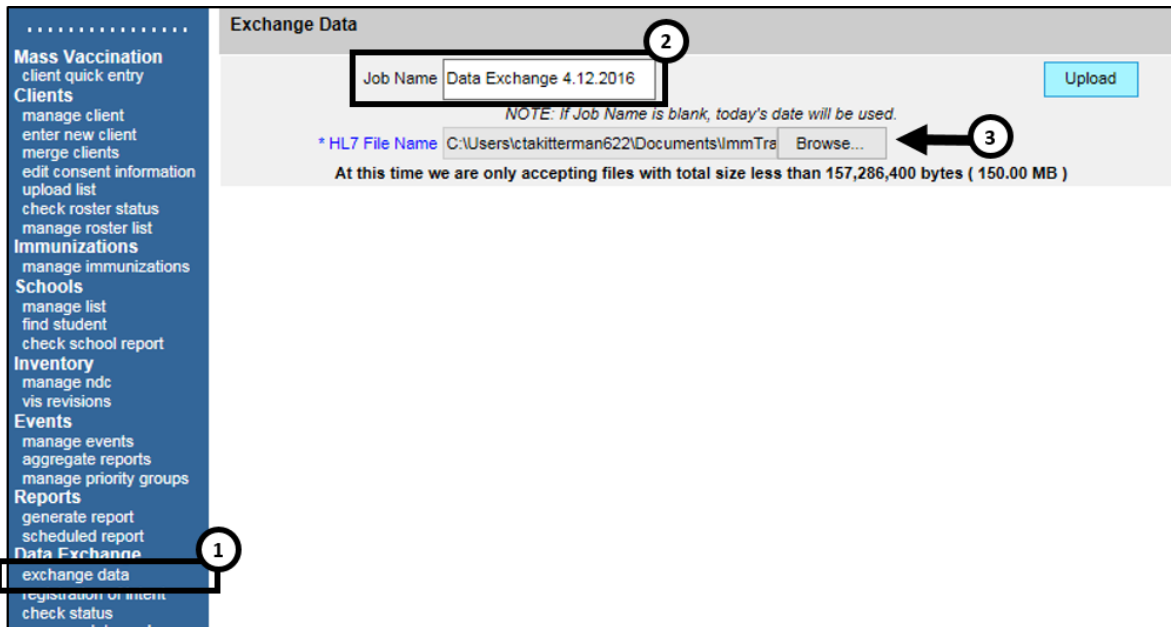 Mass Vaccination
client quick entry
Clients
manage client
enter new client
merge clients
edit consent information
upload list
check roster status
manage roster list
Immunizations
manage immunizations
Schools
manage list
find student
check school report
Inventory
manage ndc
vis revisions
Events
manage events
aggregate reports
manage priority groups
Reports
generate report
scheduled report
Data Exchange
1
exchange data
registration of intent
check status
Exchange Data
2
Job Name Data Exchange 4.12.2016 Upload
NOTE: If Job Name is blank, today's date will be used.
* HL7 File Name C:\Users\ctakitterman622\Documents\ImmTra Browse... 3
At this time we are only accepting files with total size less than 157,286,400 bytes ( 150.00 MB )